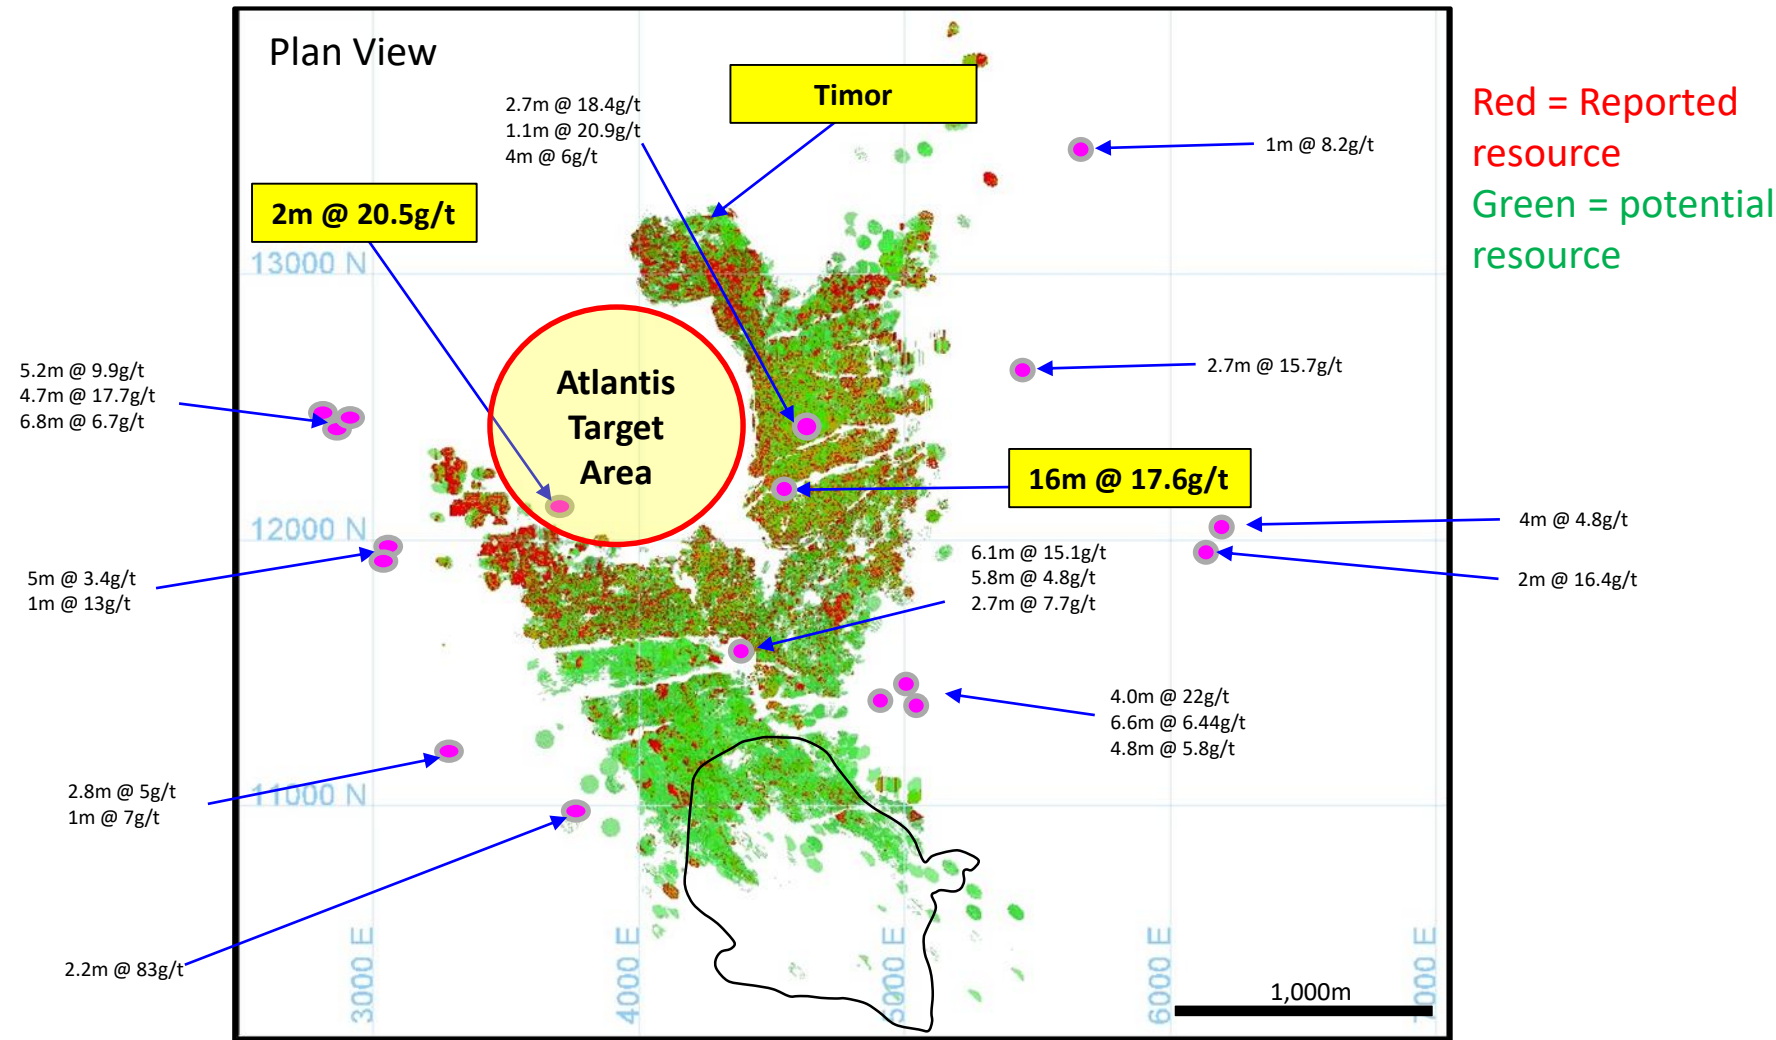 Plan View
Timor
2.7m @ 18.4g/t
1.1m @ 20.9g/t
4m @ 6g/t
1m @ 8.2g/t
Red = Reported
resource
Green = potential
resource
2m @ 20.5g/t
13000 N
5.2m @ 9.9g/t
4.7m @ 17.7g/t
6.8m @ 6.7g/t
Atlantis
Target
Area
2.7m @ 15.7g/t
16m @ 17.6g/t
12000 N
4m @ 4.8g/t
6.1m @ 15.1g/t
5.8m @ 4.8g/t
2.7m @ 7.7g/t
5m @ 3.4g/t
1m @ 13g/t
2m @ 16.4g/t
4.0m @ 22g/t
6.6m @ 6.44g/t
4.8m @ 5.8g/t
2.8m @ 5g/t
1m @ 7g/t
11000 N
2.2m @ 83g/t
3000 E
4000 E
5000 E
6000 E
7000 E
1,000m